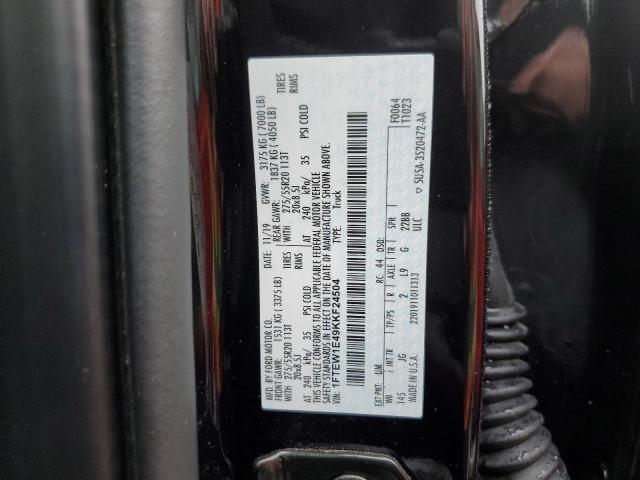 MFD. BY FORD MOTOR CO.
DATE: 11/19 GVWR: 3175 KG ( 7000 LB)
FRONT GAWR: 1531 KG ( 3375 LB) REAR GAWR: 1837 KG ( 4050 LB)
WITH 275/55R20 113T TIRES WITH 275/55R20 113T TIRES
20x8.5J RIMS 20x8.5J RIMS
AT 240 kPa/ 35 PSI COLD AT 240 kPa/ 35 PSI COLD
THIS VEHICLE CONFORMS TO ALL APPLICABLE FEDERAL MOTOR VEHICLE
SAFETY STANDARDS IN EFFECT ON THE DATE OF MANUFACTURE SHOWN ABOVE.
VIN: 1FTEW1E49KKF24504
TYPE: Truck
F0064
T1023
EXT PNT: UM RC: 44 DSO:
WB INT TR TP/PS R AXLE TR SPR
145 JG 2 L9 G 22BB
ULC
MADE IN U.S.A. 2201911011313
▽ 5U5A-3520472-AA